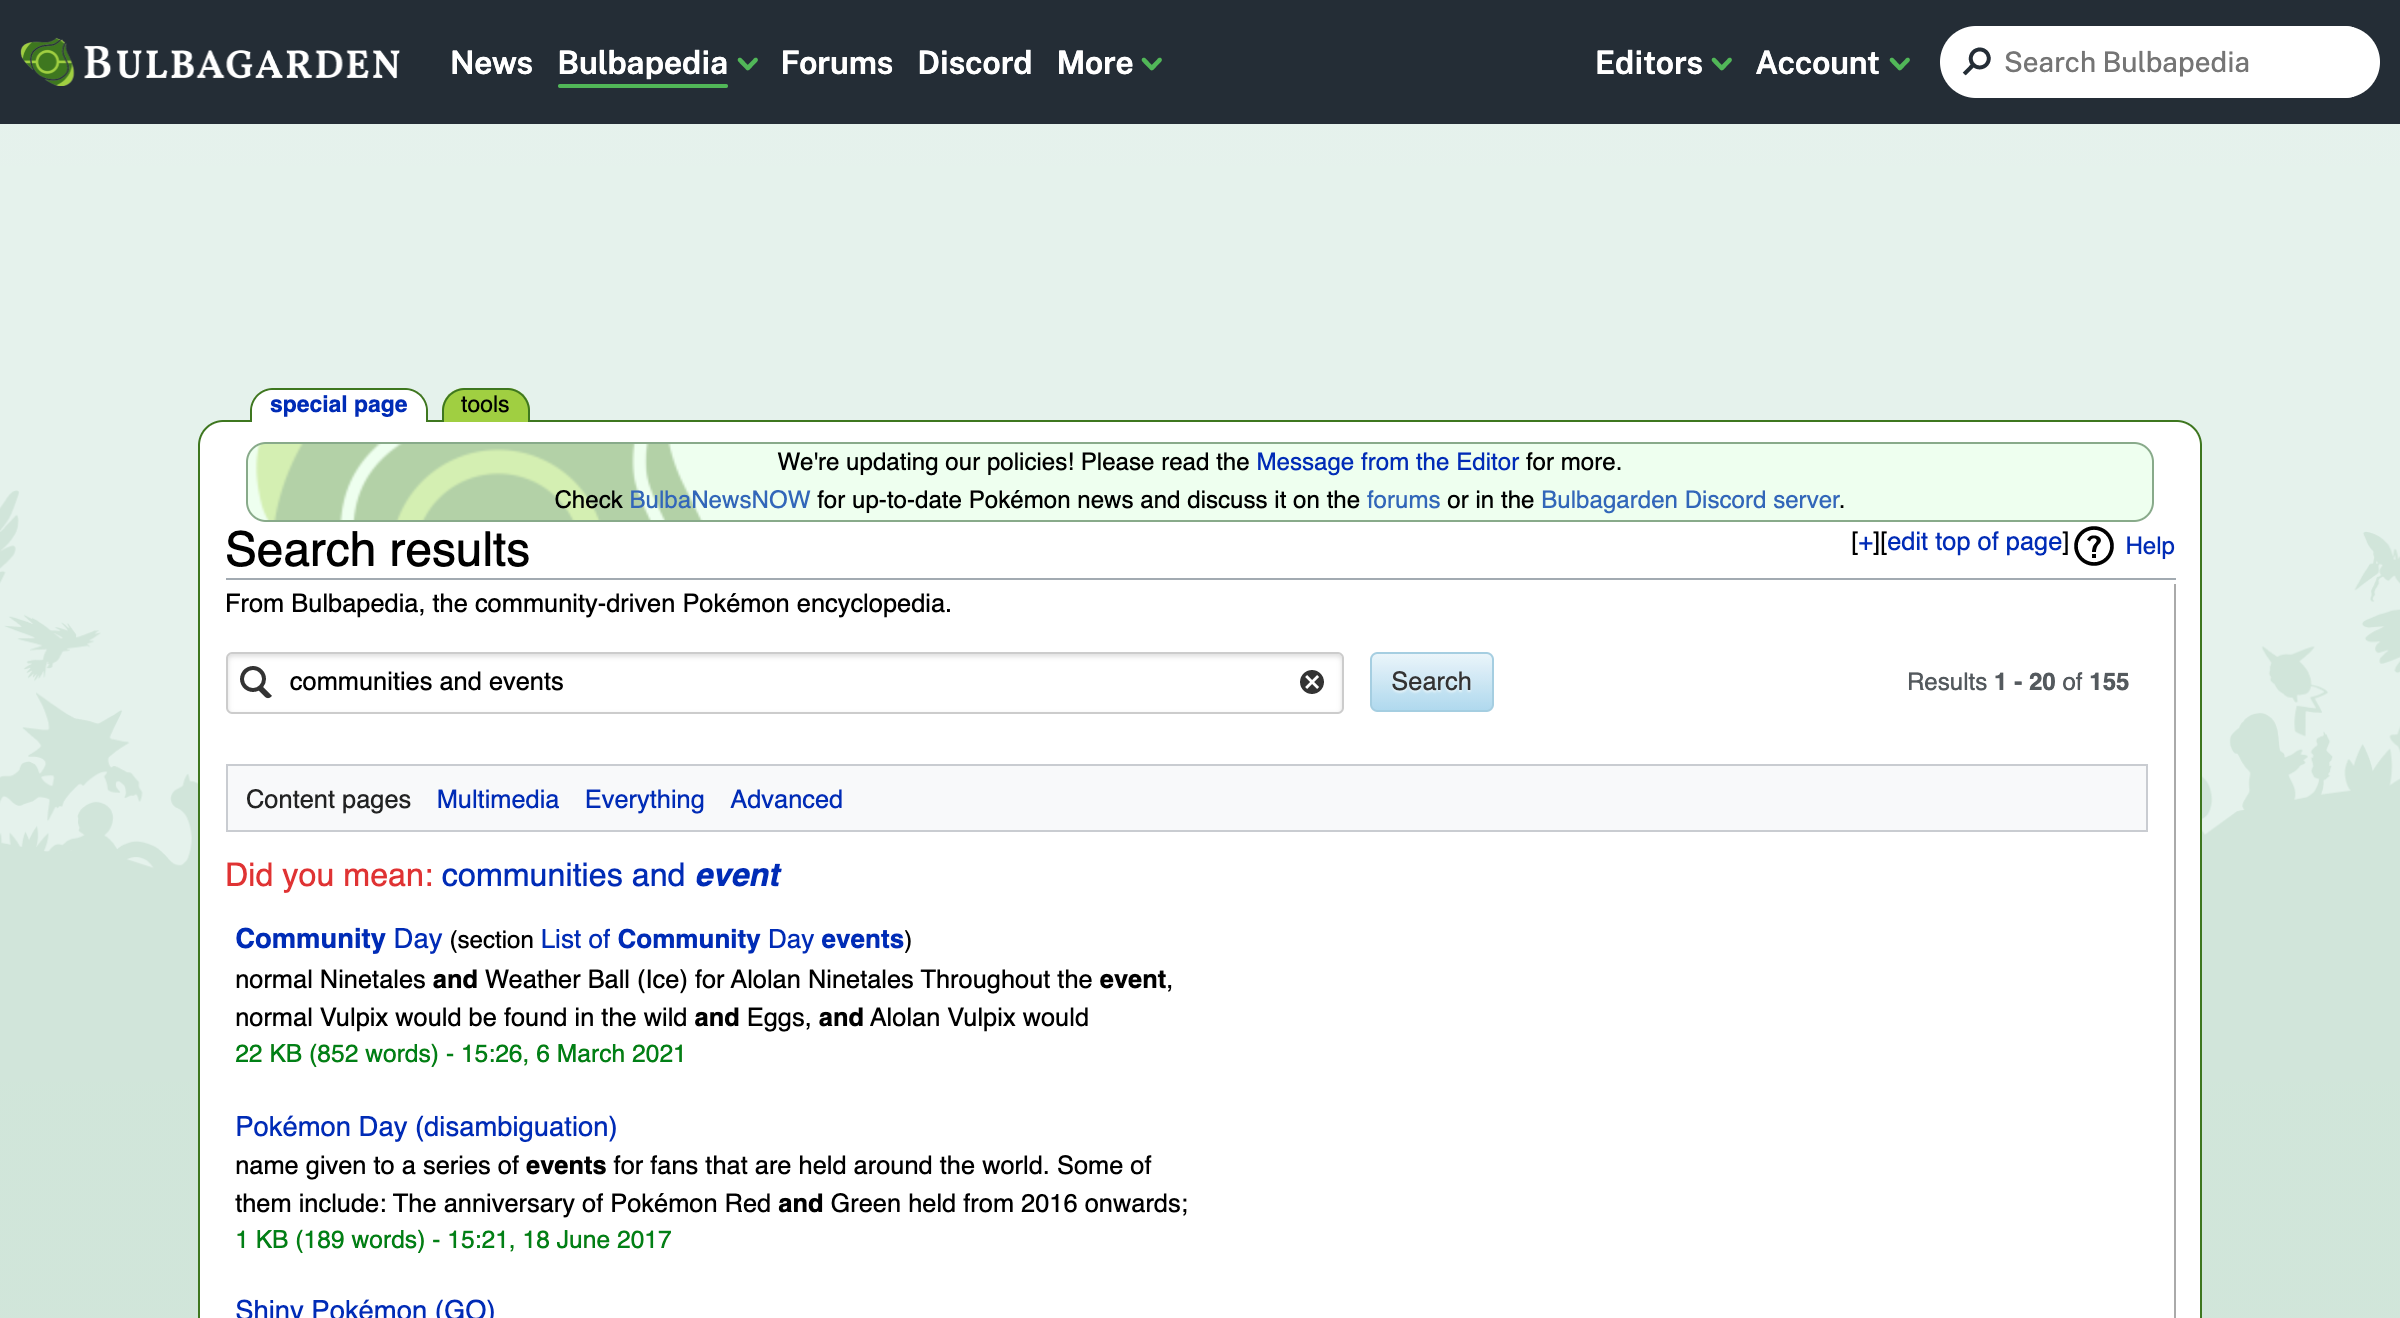 BULBAGARDEN News Bulbapedia Forums Discord More Editors Account Search Bulbapedia
special page tools
We're updating our policies! Please read the Message from the Editor for more.
Check BulbaNewsNOW for up-to-date Pokémon news and discuss it on the forums or in the Bulbagarden Discord server.
Search results [+][edit top of page] ? Help
From Bulbapedia, the community-driven Pokémon encyclopedia.
communities and events Search Results 1 - 20 of 155
Content pages Multimedia Everything Advanced
Did you mean: communities and event
Community Day (section List of Community Day events)
normal Ninetales and Weather Ball (Ice) for Alolan Ninetales Throughout the event,
normal Vulpix would be found in the wild and Eggs, and Alolan Vulpix would
22 KB (852 words) - 15:26, 6 March 2021
Pokémon Day (disambiguation)
name given to a series of events for fans that are held around the world. Some of
them include: The anniversary of Pokémon Red and Green held from 2016 onwards;
1 KB (189 words) - 15:21, 18 June 2017
Shiny Pokémon (GO)